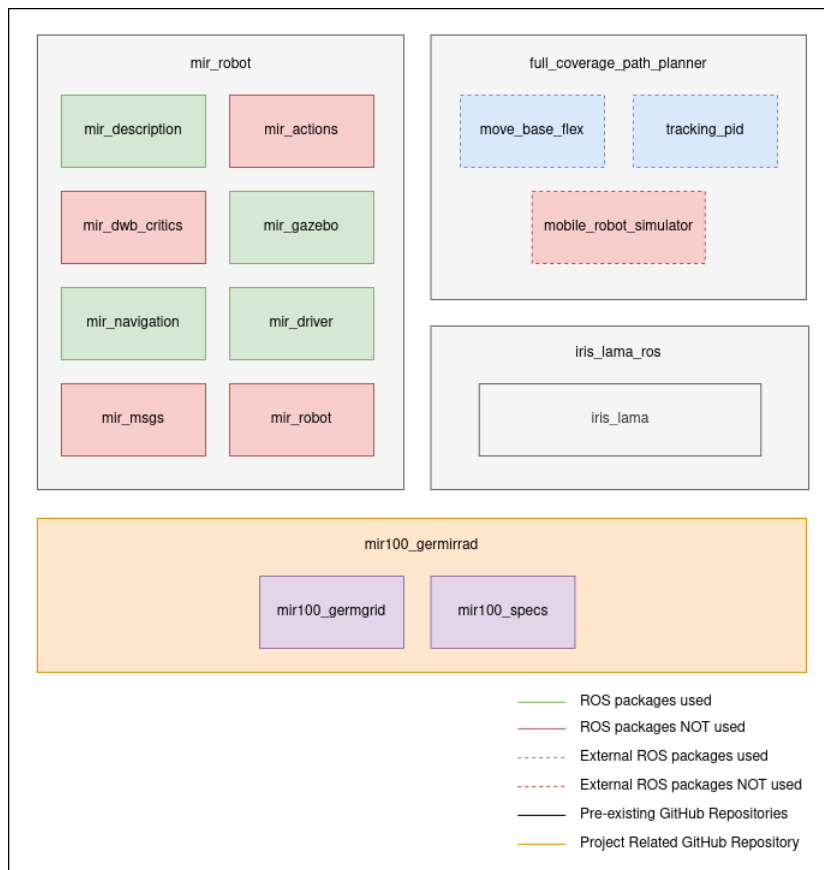 mir_robot
mir_description
mir_actions
mir_dwb_critics
mir_gazebo
mir_navigation
mir_driver
mir_msgs
mir_robot
full_coverage_path_planner
move_base_flex
tracking_pid
mobile_robot_simulator
iris_lama_ros
iris_lama
mir100_germirrad
mir100_germgrid
mir100_specs
ROS packages used
ROS packages NOT used
External ROS packages used
External ROS packages NOT used
Pre-existing GitHub Repositories
Project Related GitHub Repository